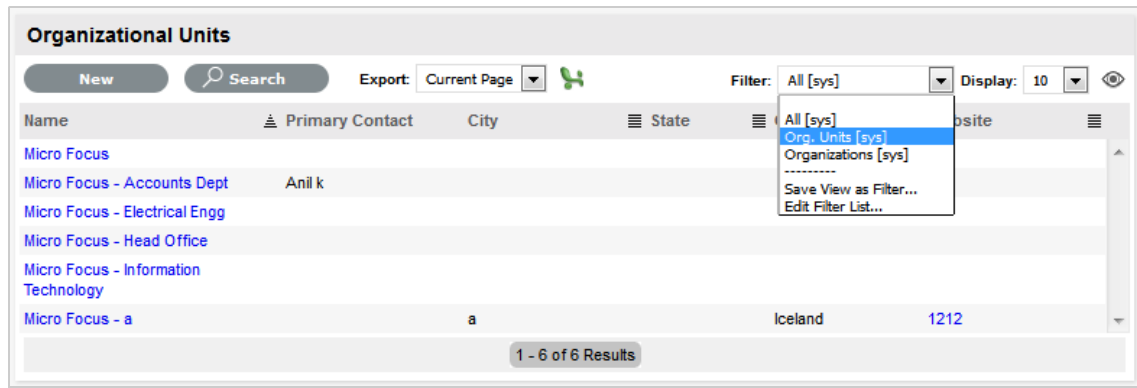 Organizational Units
New Search Export: Current Page Filter: All [sys] Display: 10
Name Primary Contact City State
All [sys]
Org. Units [sys]
Organizations [sys]
---------
Save View as Filter...
Edit Filter List...
Micro Focus
Micro Focus - Accounts Dept Anil k
Micro Focus - Electrical Engg
Micro Focus - Head Office
Micro Focus - Information
Technology
Micro Focus - a a Iceland 1212
1 - 6 of 6 Results